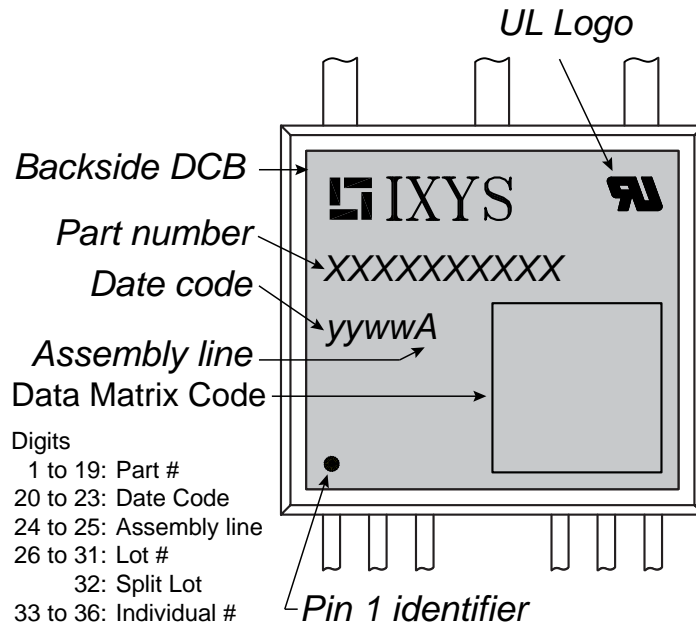 UL Logo
Backside DCB
IXYS
Part number
XXXXXXXXXX
Date code
yywwA
Assembly line
Data Matrix Code
Digits
1 to 19: Part #
20 to 23: Date Code
24 to 25: Assembly line
26 to 31: Lot #
32: Split Lot
33 to 36: Individual #
Pin 1 identifier